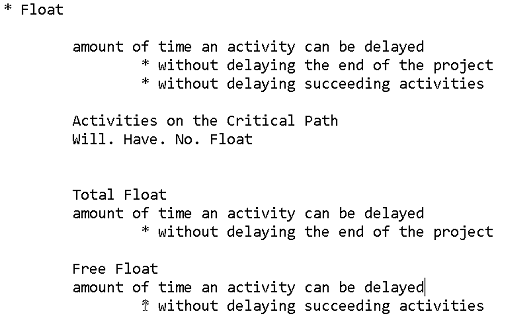 * Float
amount of time an activity can be delayed
* without delaying the end of the project
* without delaying succeeding activities
Activities on the Critical Path
Will. Have. No. Float
Total Float
amount of time an activity can be delayed
* without delaying the end of the project
Free Float
amount of time an activity can be delayed
* without delaying succeeding activities